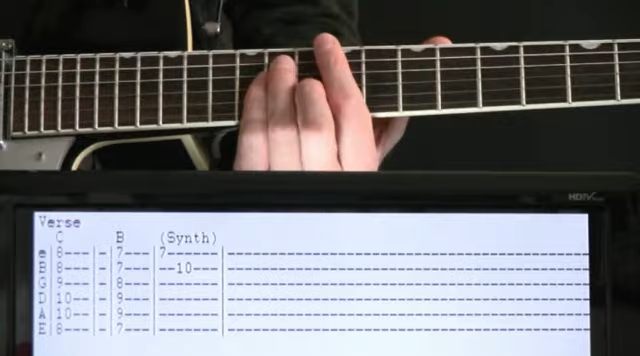 HDTV
Verse
C B (Synth)
e|8---|-|7---|7-------|-----------------------------------------------
B|8---|-|7---|--10----|-----------------------------------------------
G|9---|-|8---|--------|-----------------------------------------------
D|10--|-|9---|--------|-----------------------------------------------
A|10--|-|9---|--------|-----------------------------------------------
E|8---|-|7---|--------|-----------------------------------------------